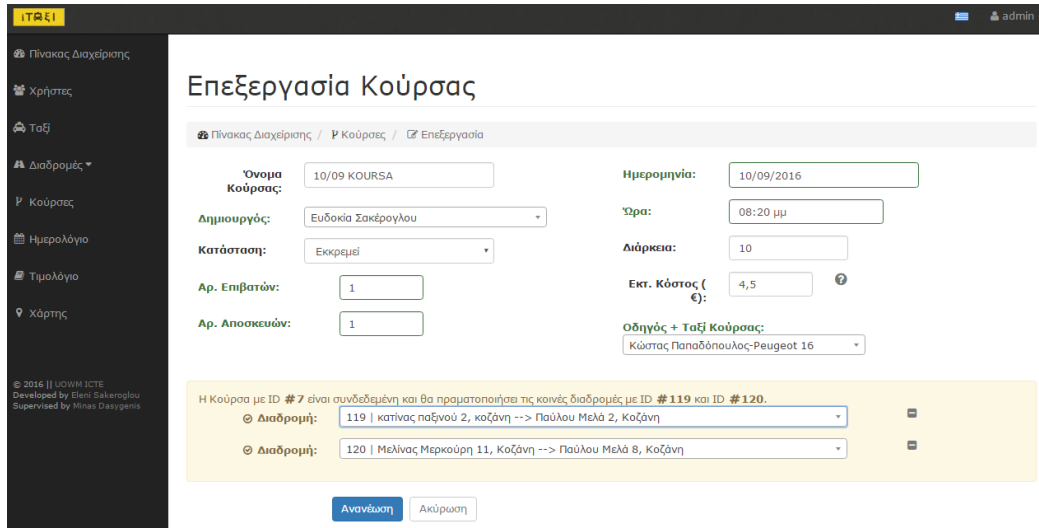 iTαξI
admin
Πίνακας Διαχείρισης
Χρήστες
Ταξί
Διαδρομές
Κούρσες
Ημερολόγιο
Τιμολόγιο
Χάρτης
© 2016 || UOWM ICTE
Developed by Eleni Sakeroglou
Supervised by Minas Dasygenis
Επεξεργασία Κούρσας
Πίνακας Διαχείρισης / Κούρσες / Επεξεργασία
Όνομα
Κούρσας:
10/09 KOURSA
Δημιουργός:
Ευδοκία Σακέρογλου
Κατάσταση:
Εκκρεμεί
Αρ. Επιβατών:
1
Αρ. Αποσκευών:
1
Ημερομηνία:
10/09/2016
Ώρα:
08:20 μμ
Διάρκεια:
10
Εκτ. Κόστος (
€):
4,5
Οδηγός + Ταξί Κούρσας:
Κώστας Παπαδόπουλος-Peugeot 16
Η Κούρσα με ID #7 είναι συνδεδεμένη και θα πραματοποιήσει τις κοινές διαδρομές με ID #119 και ID #120.
Διαδρομή:
119 | κατίνας παξινού 2, κοζάνη --> Παύλου Μελά 2, Κοζάνη
Διαδρομή:
120 | Μελίνας Μερκούρη 11, Κοζάνη --> Παύλου Μελά 8, Κοζάνη
Ανανέωση
Ακύρωση